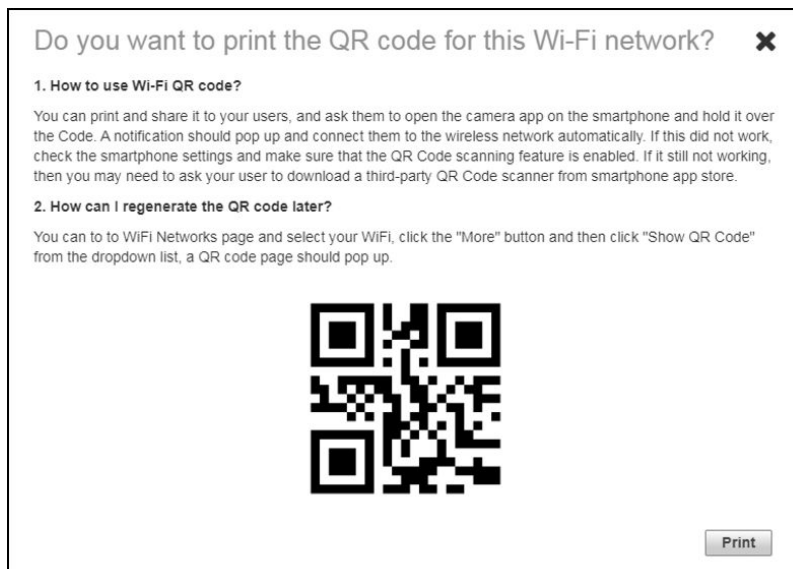 Do you want to print the QR code for this Wi-Fi network?
1. How to use Wi-Fi QR code?
You can print and share it to your users, and ask them to open the camera app on the smartphone and hold it over
the Code. A notification should pop up and connect them to the wireless network automatically. If this did not work,
check the smartphone settings and make sure that the QR Code scanning feature is enabled. If it still not working,
then you may need to ask your user to download a third-party QR Code scanner from smartphone app store.
2. How can I regenerate the QR code later?
You can to to WiFi Networks page and select your WiFi, click the "More" button and then click "Show QR Code"
from the dropdown list, a QR code page should pop up.
Print